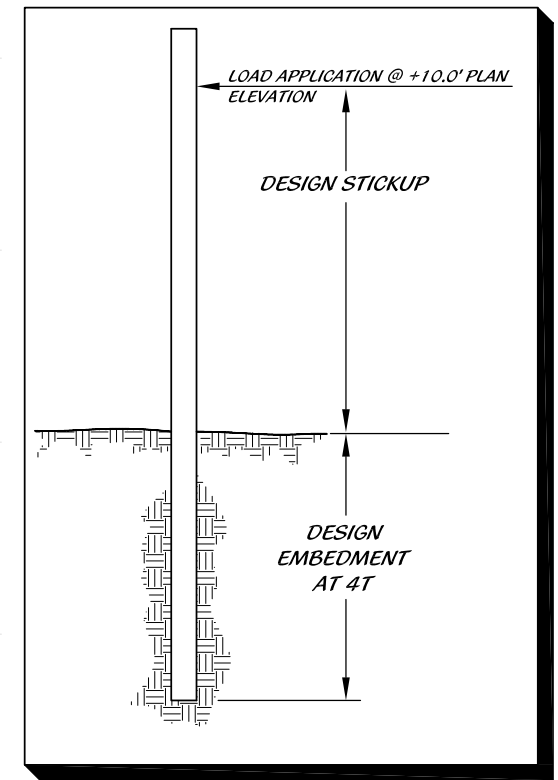 LOAD APPLICATION @ +10.0' PLAN
ELEVATION
DESIGN STICKUP
DESIGN
EMBEDMENT
AT 4T